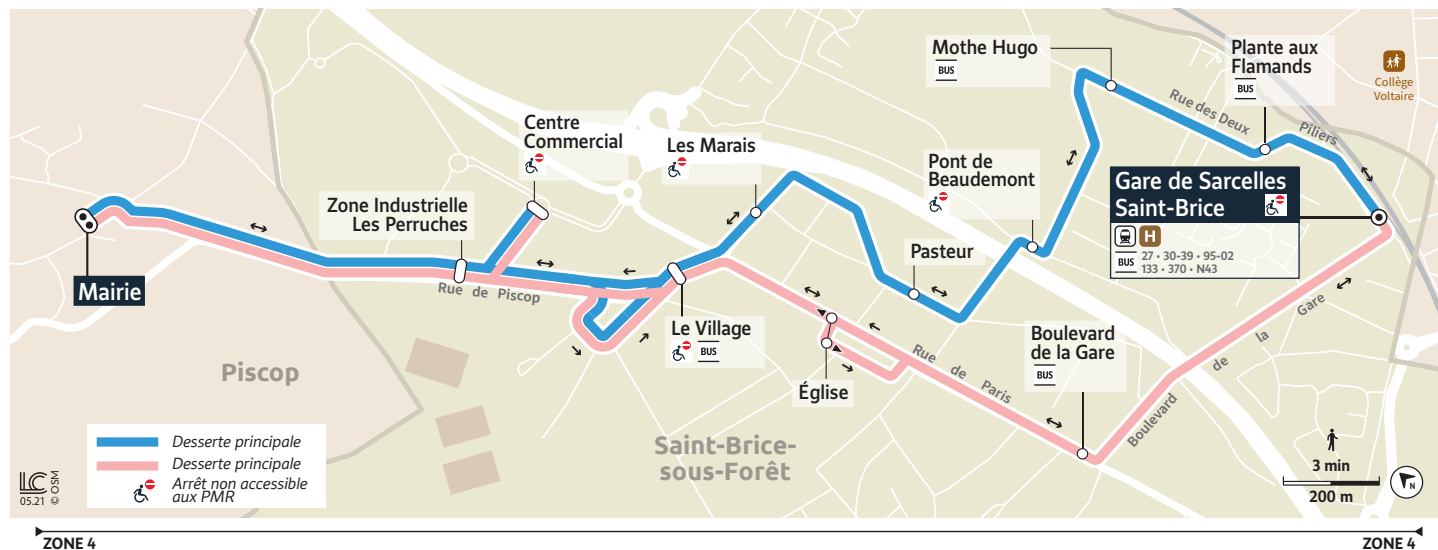 Mothe Hugo
BUS
Plante aux
Flamands
BUS
Collège
Voltaire
Rue des Deux
Piliers
Centre
Commercial
Les Marais
Pont de
Beaudemont
Gare de Sarcelles
Saint-Brice
H
BUS
27 • 30-39 • 95-02
133 • 370 • N43
Zone Industrielle
Les Perruches
Pasteur
Mairie
Rue de Piscop
Le Village
BUS
Boulevard
de la Gare
BUS
Église
Rue de Paris
Boulevard de la Gare
Piscop
Saint-Brice-
sous-Forêt
Desserte principale
Desserte principale
Arrêt non accessible
aux PMR
LC
05.21
© OSM
3 min
200 m
N
ZONE 4
ZONE 4